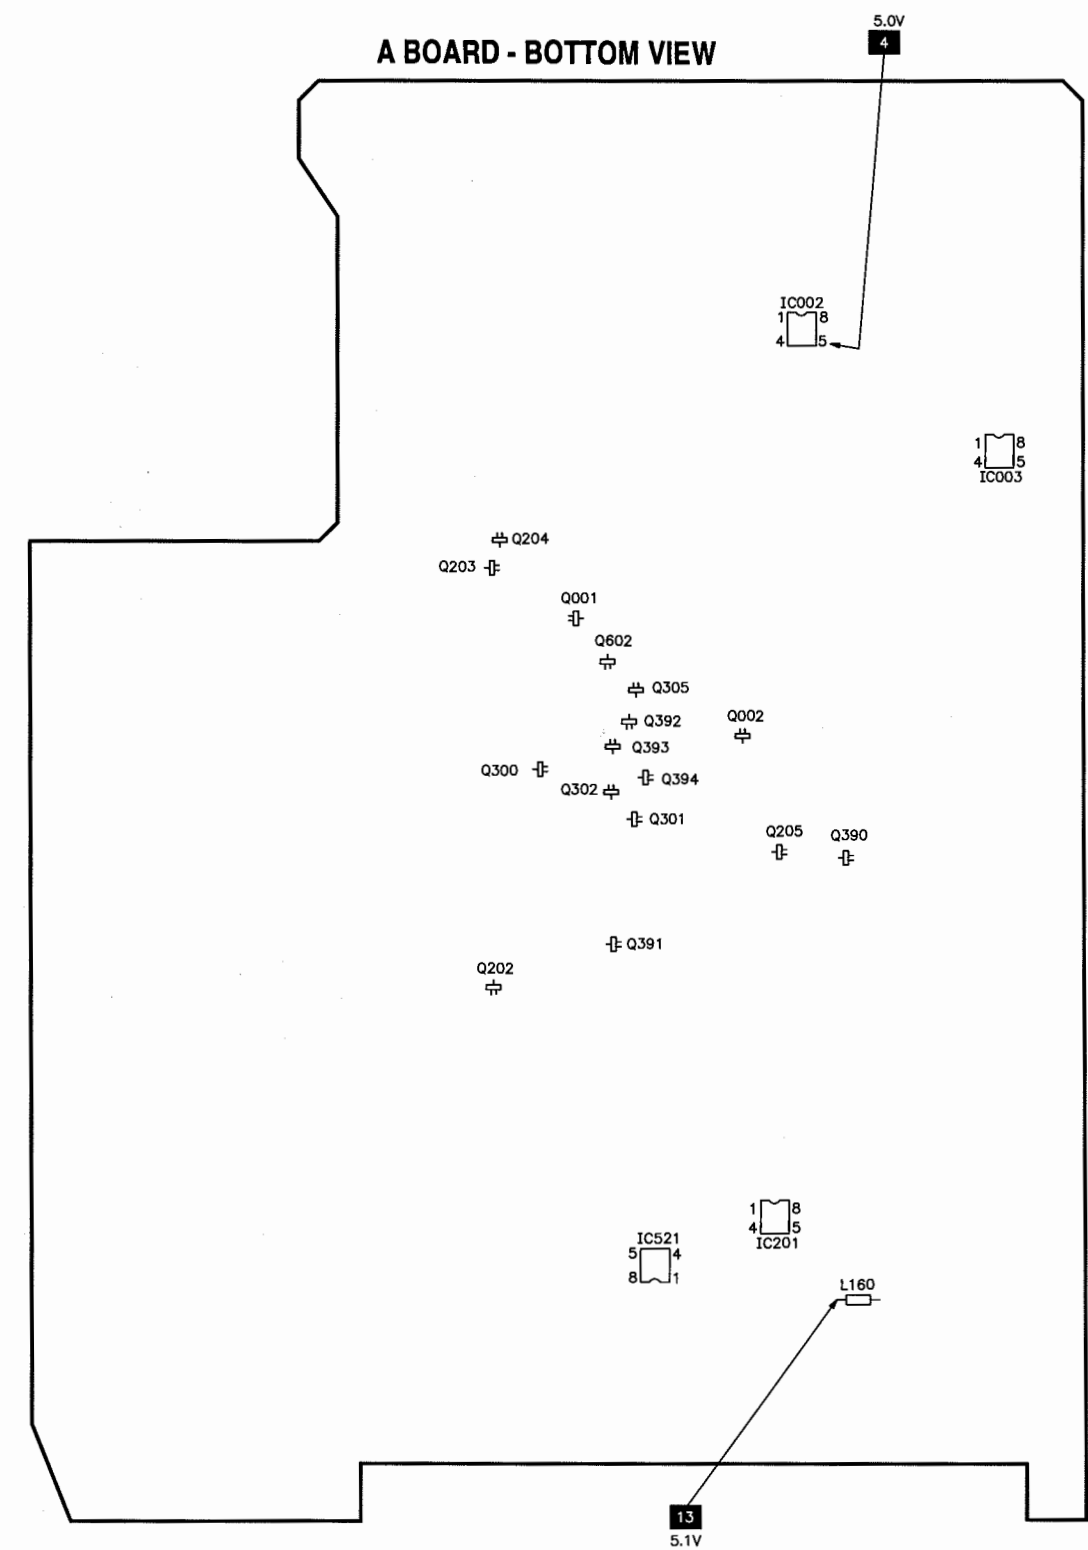 5.0V
4
A BOARD - BOTTOM VIEW
IC002
1 8
4 5
1 8
4 5
IC003
Q204
Q203
Q001
Q602
Q305
Q392
Q002
Q393
Q300
Q394
Q302
Q301
Q205
Q390
Q391
Q202
1 8
4 5
IC201
IC521
5 4
8 1
L160
13
5.1V